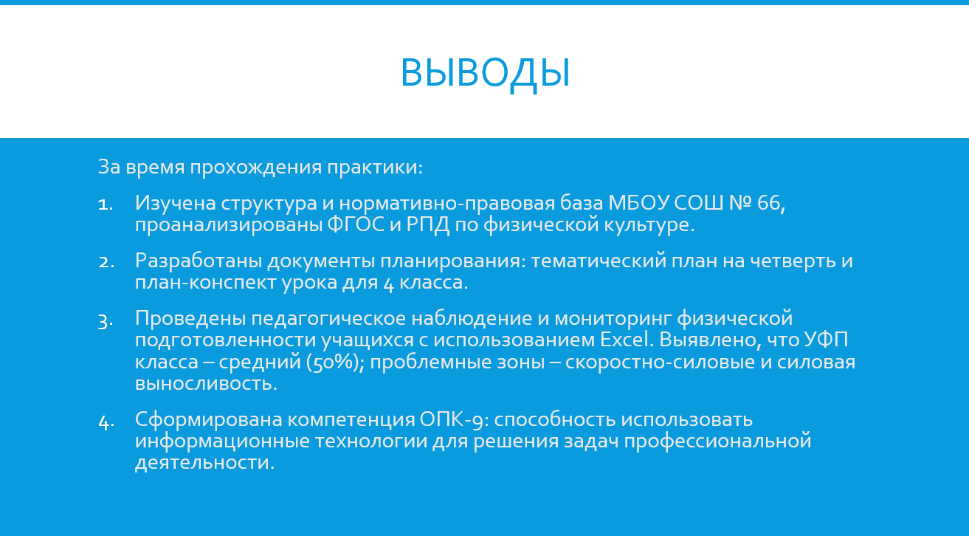 ВЫВОДЫ
За время прохождения практики:
1. Изучена структура и нормативно-правовая база МБОУ СОШ № 66,
проанализированы ФГОС и РПД по физической культуре.
2. Разработаны документы планирования: тематический план на четверть и
план-конспект урока для 4 класса.
3. Проведены педагогическое наблюдение и мониторинг физической
подготовленности учащихся с использованием Excel. Выявлено, что УФП
класса – средний (50%); проблемные зоны – скоростно-силовые и силовая
выносливость.
4. Сформирована компетенция ОПК-9: способность использовать
информационные технологии для решения задач профессиональной
деятельности.